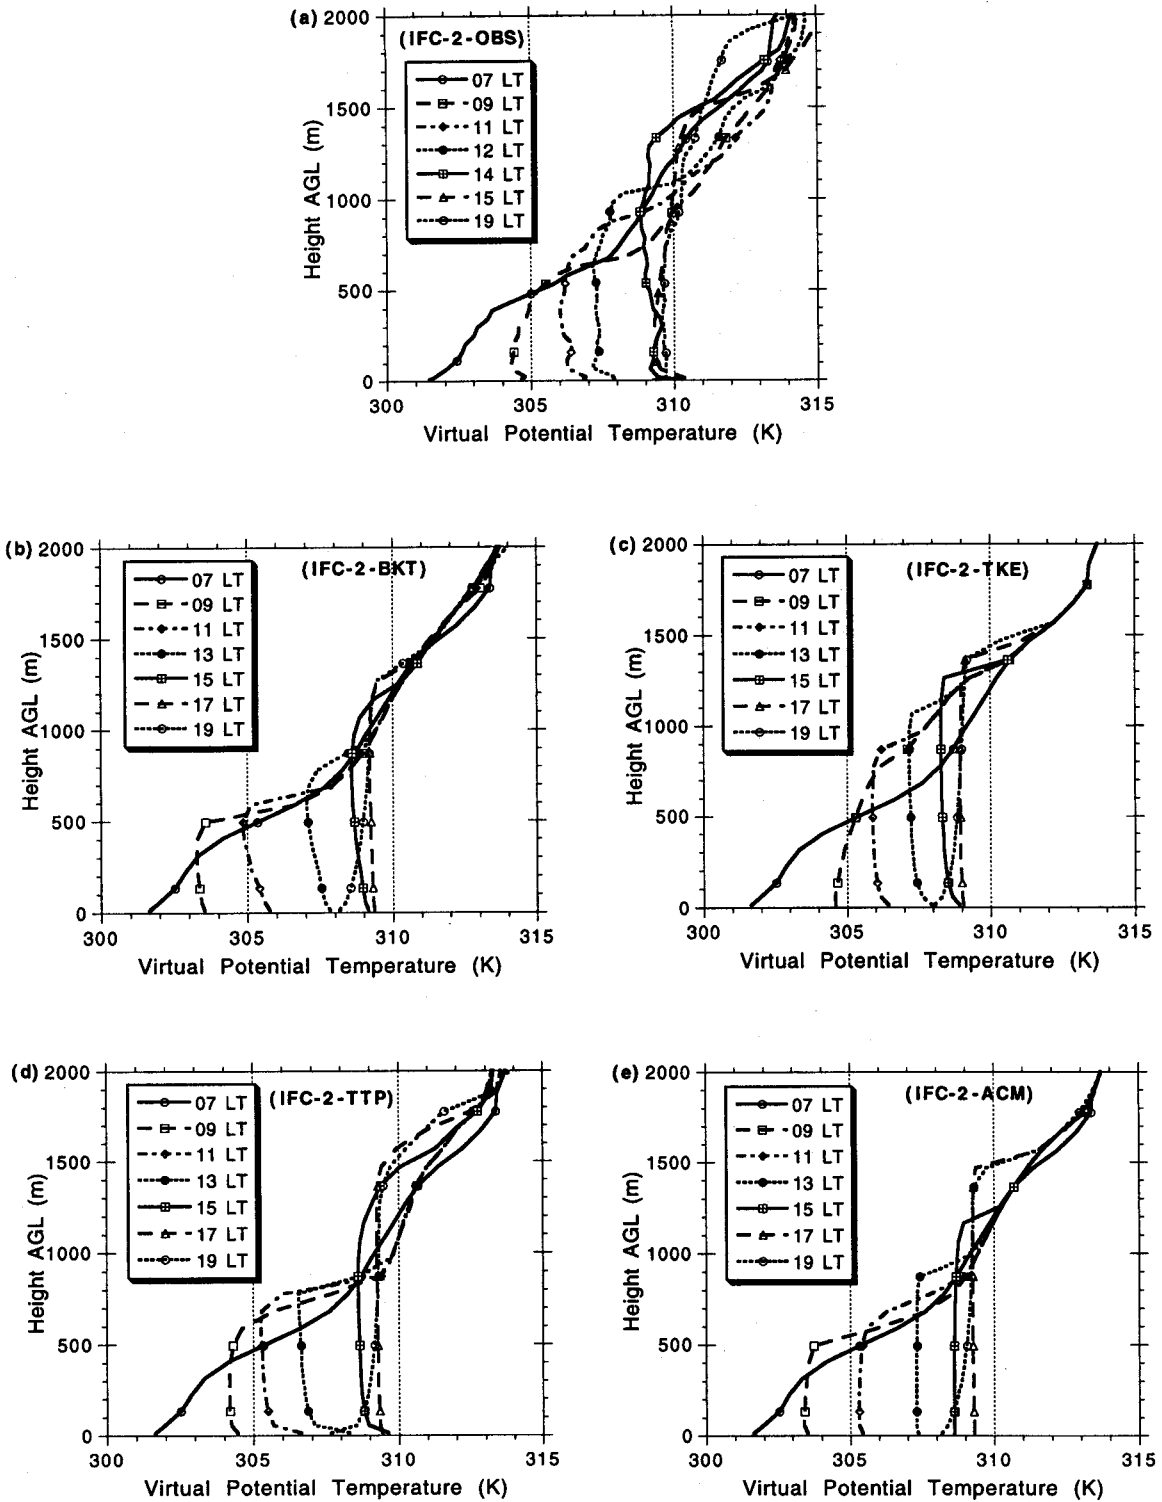 (a)
(IFC-2-OBS)
2000
1500
1000
500
0
Height AGL (m)
07 LT
09 LT
11 LT
12 LT
14 LT
15 LT
19 LT
300
305
310
315
Virtual Potential Temperature (K)
(b)
(IFC-2-BKT)
2000
1500
1000
500
0
Height AGL (m)
07 LT
09 LT
11 LT
13 LT
15 LT
17 LT
19 LT
300
305
310
315
Virtual Potential Temperature (K)
(c)
(IFC-2-TKE)
2000
1500
1000
500
0
Height AGL (m)
07 LT
09 LT
11 LT
13 LT
15 LT
17 LT
19 LT
300
305
310
315
Virtual Potential Temperature (K)
(d)
(IFC-2-TTP)
2000
1500
1000
500
0
Height AGL (m)
07 LT
09 LT
11 LT
13 LT
15 LT
17 LT
19 LT
300
305
310
315
Virtual Potential Temperature (K)
(e)
(IFC-2-ACM)
2000
1500
1000
500
0
Height AGL (m)
07 LT
09 LT
11 LT
13 LT
15 LT
17 LT
19 LT
300
305
310
315
Virtual Potential Temperature (K)